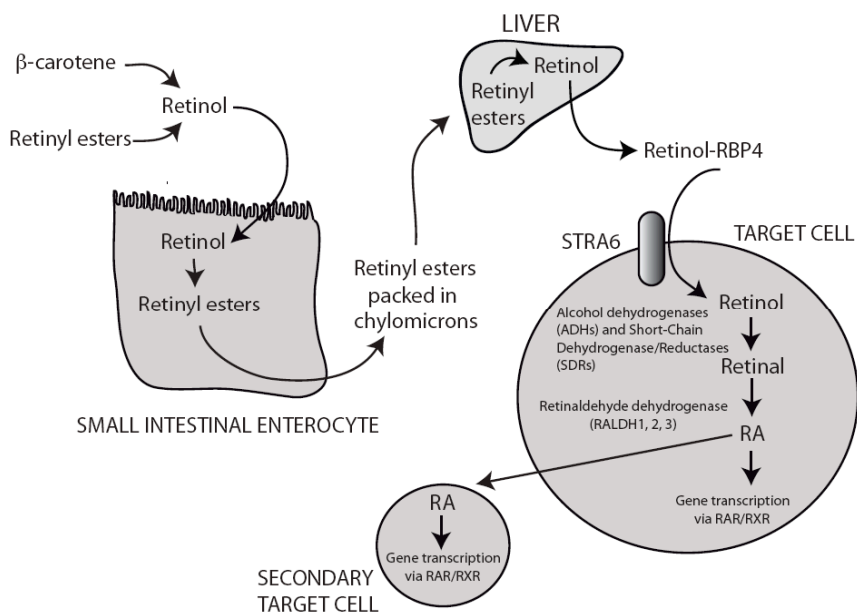 β-carotene
Retinol
Retinyl esters
Retinol
Retinyl esters
SMALL INTESTINAL ENTEROCYTE
Retinyl esters
packed in
chylomicrons
LIVER
Retinol
Retinyl
esters
Retinol-RBP4
STRA6
TARGET CELL
Retinol
Alcohol dehydrogenases
(ADHs) and Short-Chain
Dehydrogenase/Reductases
(SDRs)
Retinal
Retinaldehyde dehydrogenase
(RALDH1, 2, 3)
RA
Gene transcription
via RAR/RXR
RA
Gene transcription
via RAR/RXR
SECONDARY
TARGET CELL